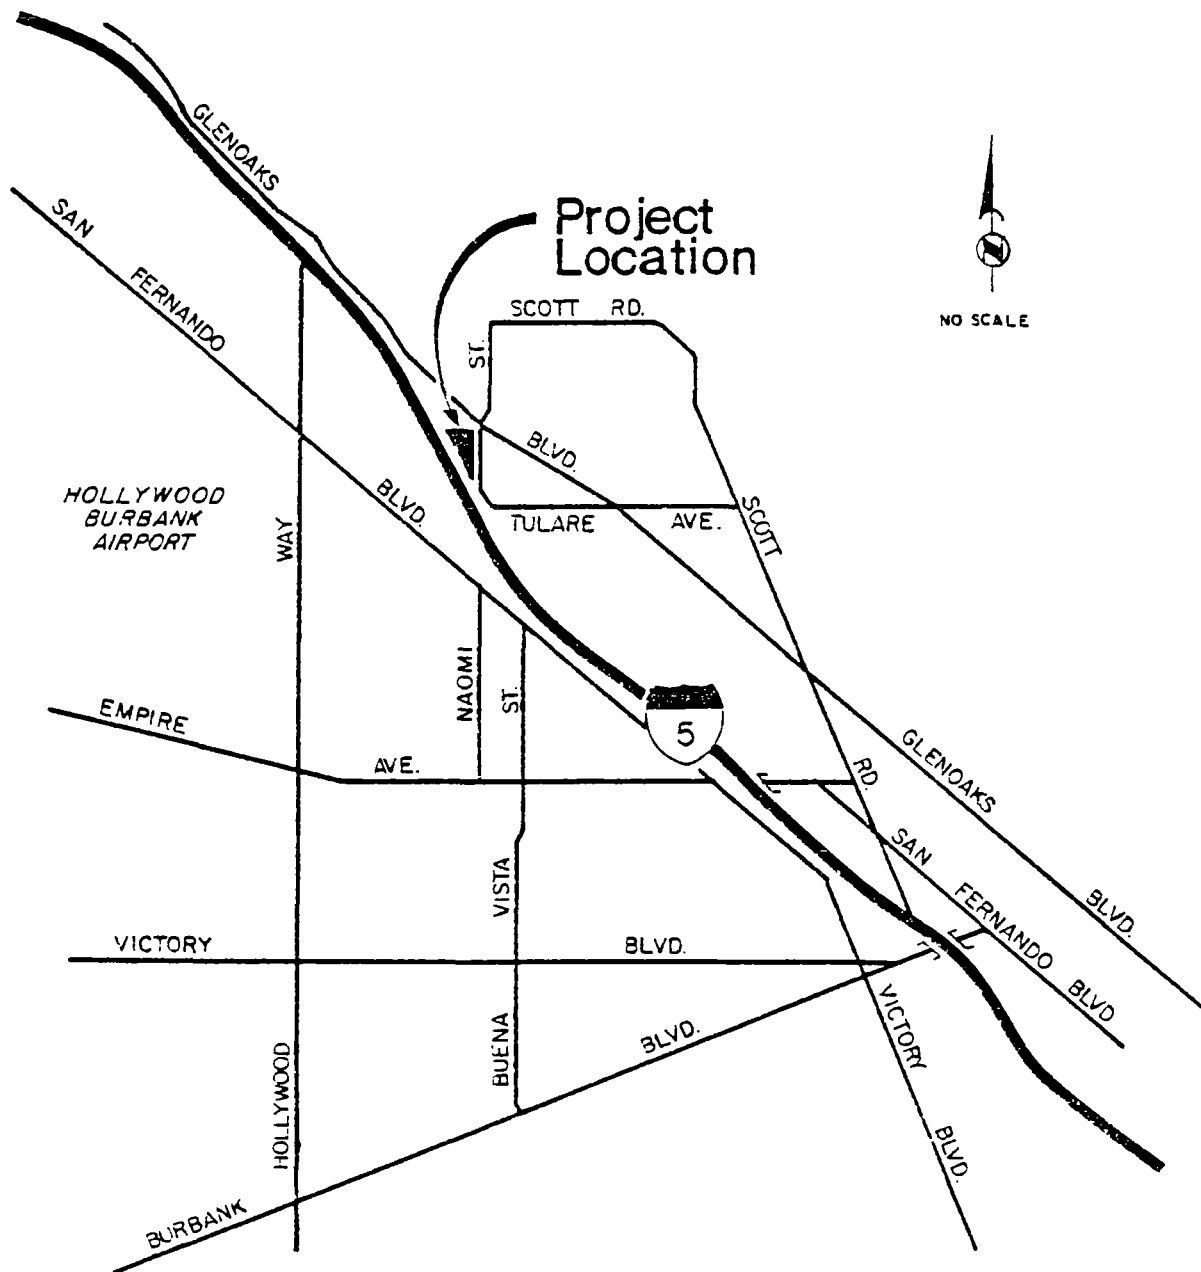 GLENOAKS
SAN
FERNANDO
Project
Location
NO SCALE
SCOTT RD.
ST.
BLVD.
BLVD.
HOLLYWOOD
BURBANK
AIRPORT
WAY
TULARE AVE.
SCOTT
NAOMI
ST.
5
EMPIRE
AVE.
GLENOAKS
RD.
SAN
FERNANDO
BLVD.
BLVD
VISTA
VICTORY
BLVD.
BUENA
BLVD.
VICTORY
HOLLYWOOD
BLVD.
BURBANK